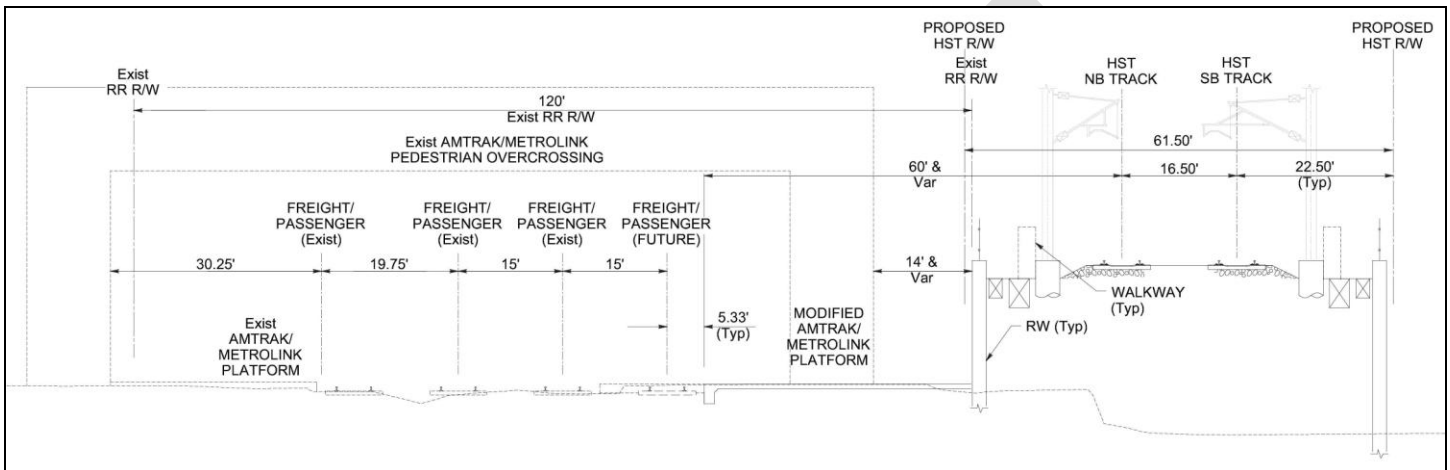 PROPOSED
HST R/W
PROPOSED
HST R/W
Exist
RR R/W
Exist
RR R/W
HST
NB TRACK
HST
SB TRACK
120'
Exist RR R/W
Exist AMTRAK/METROLINK
PEDESTRIAN OVERCROSSING
61.50'
60' &
Var
16.50'
22.50'
(Typ)
FREIGHT/
PASSENGER
(Exist)
FREIGHT/
PASSENGER
(Exist)
FREIGHT/
PASSENGER
(Exist)
FREIGHT/
PASSENGER
(FUTURE)
30.25'
19.75'
15'
15'
14' &
Var
WALKWAY
(Typ)
5.33'
(Typ)
Exist
AMTRAK/
METROLINK
PLATFORM
MODIFIED
AMTRAK/
METROLINK
PLATFORM
RW (Typ)